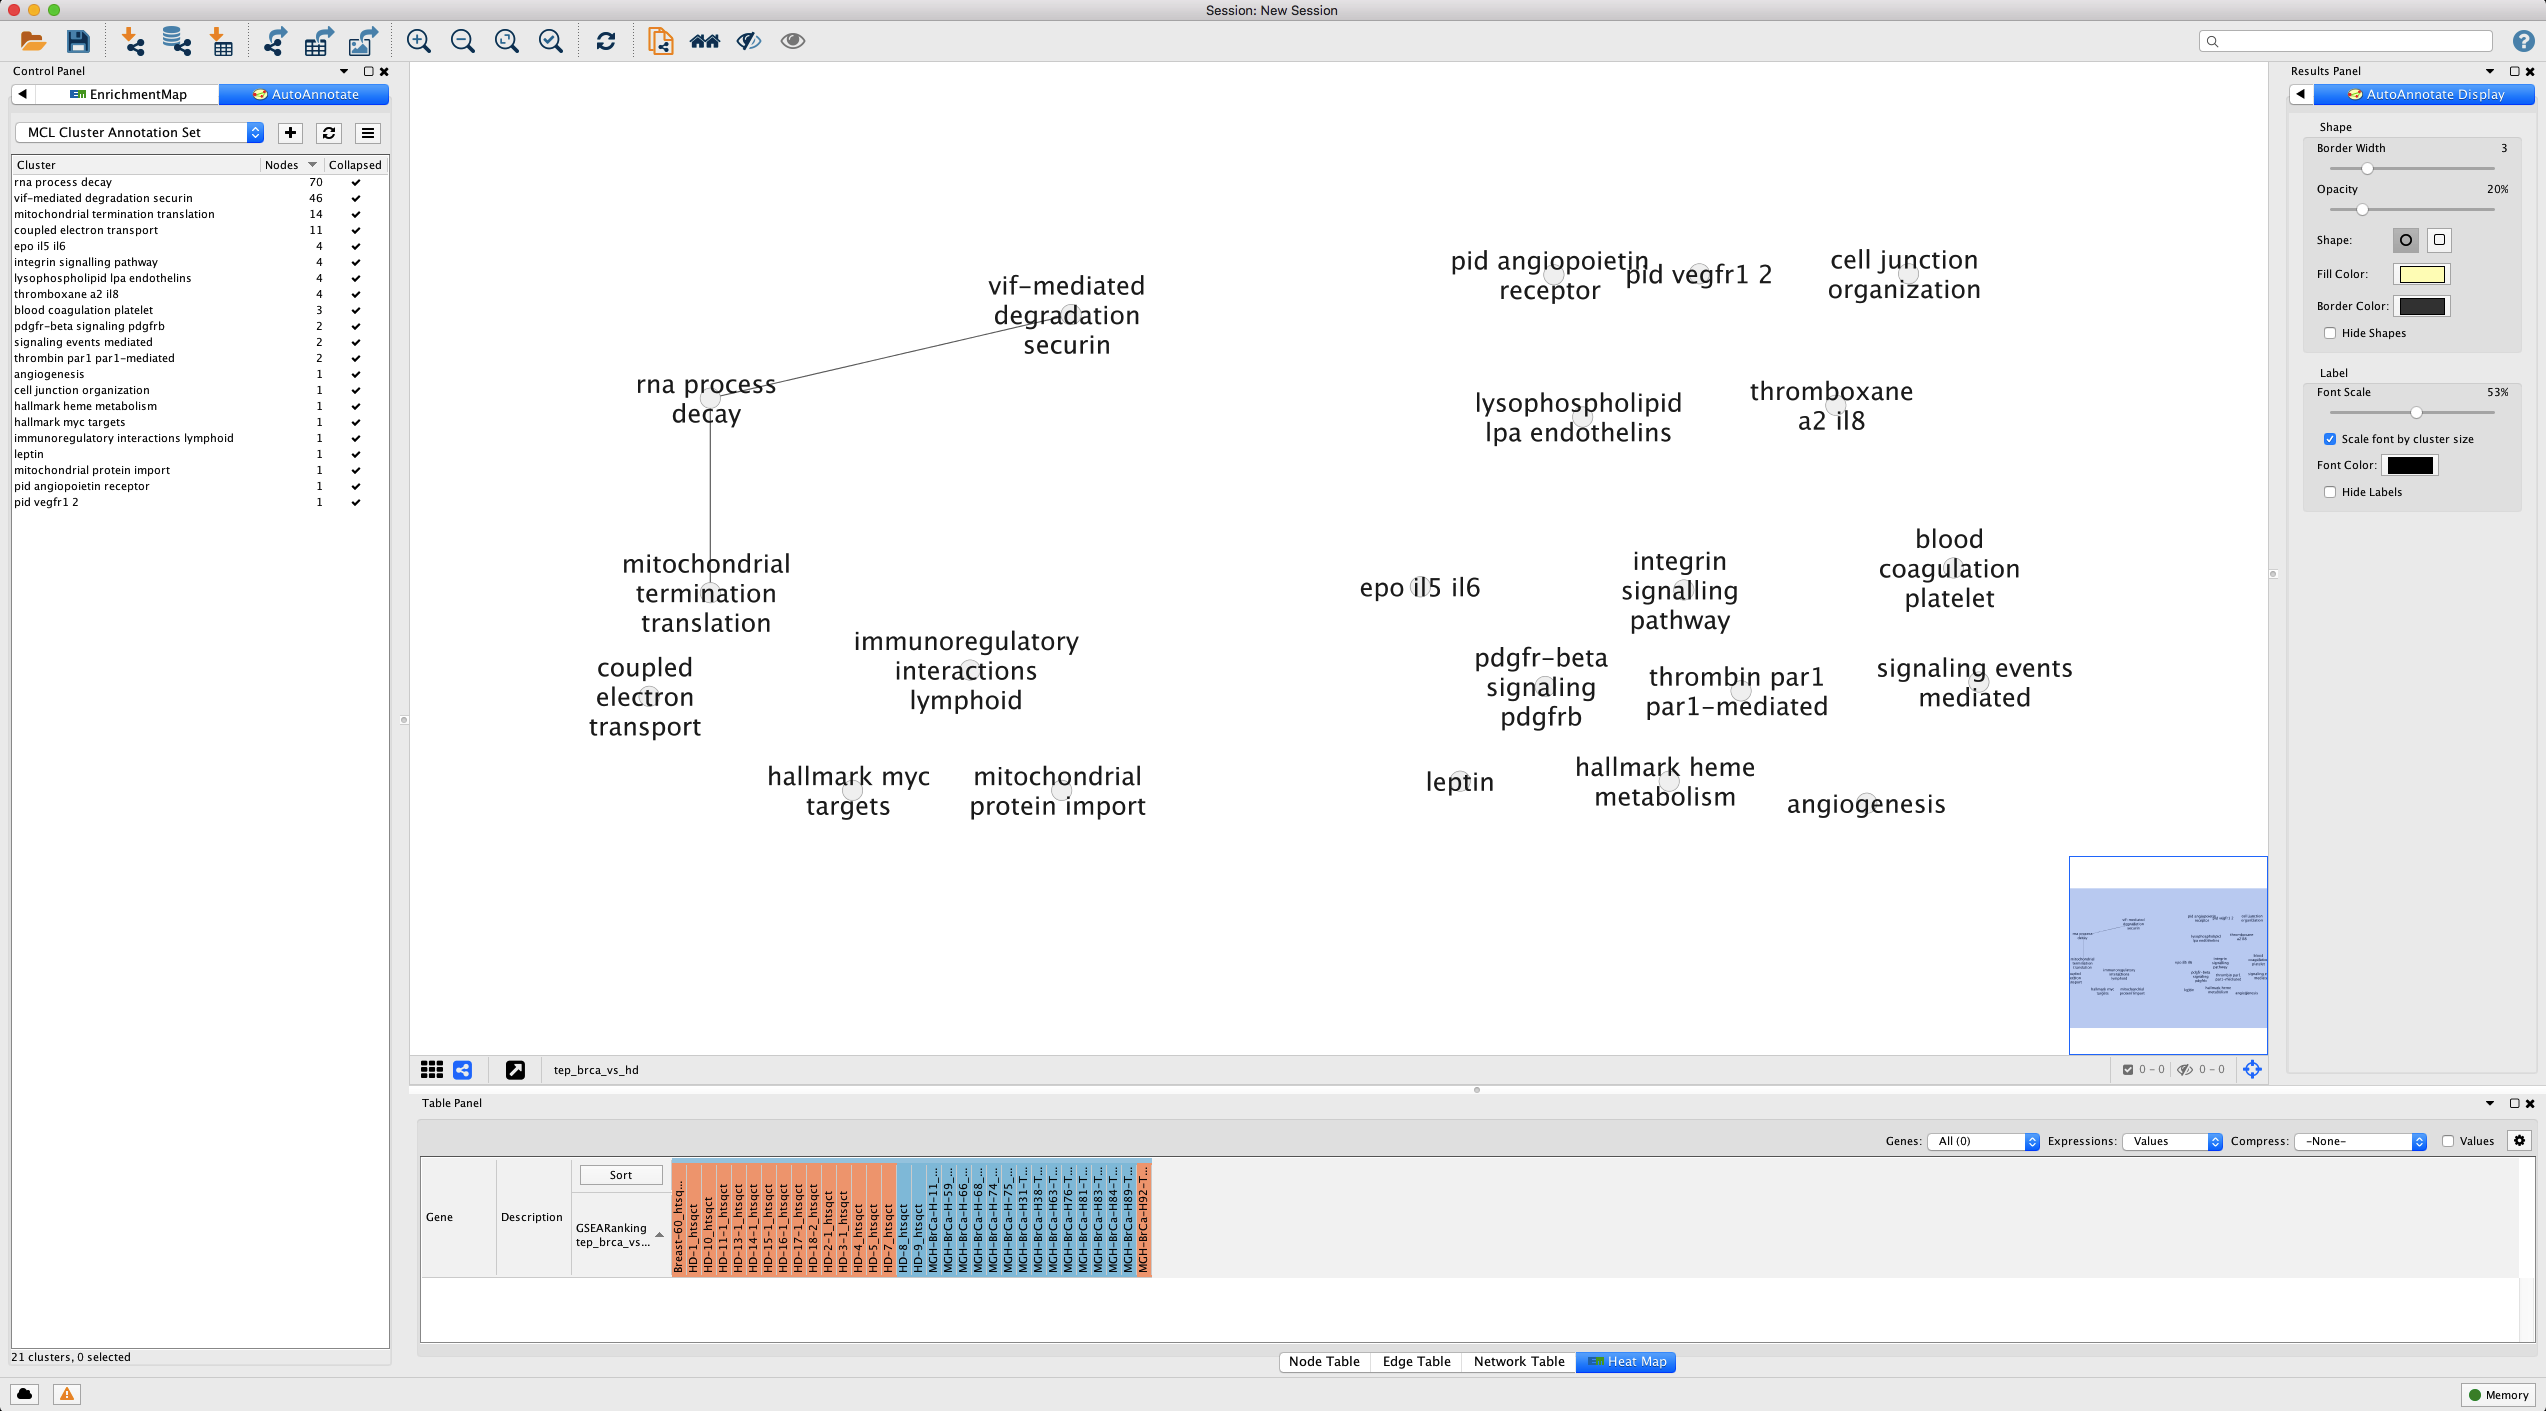 Session: New Session
Control Panel
EnrichmentMap
AutoAnnotate
MCL Cluster Annotation Set
Cluster Nodes Collapsed
rna process decay 70
vif-mediated degradation securin 46
mitochondrial termination translation 14
coupled electron transport 11
epo il5 il6 4
integrin signalling pathway 4
lysophospholipid lpa endothelins 4
thromboxane a2 il8 4
blood coagulation platelet 3
pdgfr-beta signaling pdgfrb 2
signaling events mediated 2
thrombin par1 par1-mediated 2
angiogenesis 1
cell junction organization 1
hallmark heme metabolism 1
hallmark myc targets 1
immunoregulatory interactions lymphoid 1
leptin 1
mitochondrial protein import 1
pid angiopoietin receptor 1
pid vegfr1 2 1
21 clusters, 0 selected
vif-mediated
degradation
securin
rna process
decay
mitochondrial
termination
translation
coupled
electron
transport
immunoregulatory
interactions
lymphoid
hallmark myc
targets
mitochondrial
protein import
pid angiopoietin
receptor
pid vegfr1 2
cell junction
organization
lysophospholipid
lpa endothelins
thromboxane
a2 il8
epo il5 il6
integrin
signaling
pathway
blood
coagulation
platelet
pdgfr-beta
signaling
pdgfrb
thrombin par1
par1-mediated
signaling events
mediated
leptin
hallmark heme
metabolism
angiogenesis
tep_brca_vs_hd
0 - 0
0 - 0
Results Panel
AutoAnnotate Display
Shape
Border Width 3
Opacity 20%
Shape:
Fill Color:
Border Color:
Hide Shapes
Label
Font Scale 53%
Scale font by cluster size
Font Color:
Hide Labels
Table Panel
Genes: All (0) Expressions: Values Compress: -None- Values
Gene
Description
Sort
GSEARanking
tep_brca_vs...
Breast-60_htsq...
HD-1_htsqct
HD-10_htsqct
HD-11-1_htsqct
HD-13-1_htsqct
HD-14-1_htsqct
HD-15-1_htsqct
HD-16-1_htsqct
HD-17-1_htsqct
HD-18-2_htsqct
HD-2-1_htsqct
HD-3-1_htsqct
HD-4_htsqct
HD-5_htsqct
HD-7_htsqct
HD-8_htsqct
HD-9_htsqct
MGH-BrCa-H-11_...
MGH-BrCa-H-59_...
MGH-BrCa-H-66_...
MGH-BrCa-H-68_...
MGH-BrCa-H-74_...
MGH-BrCa-H-75_...
MGH-BrCa-H31-T...
MGH-BrCa-H38-T...
MGH-BrCa-H63-T...
MGH-BrCa-H76-T...
MGH-BrCa-H81-T...
MGH-BrCa-H83-T...
MGH-BrCa-H84-T...
MGH-BrCa-H89-T...
MGH-BrCa-H92-T...
Node Table
Edge Table
Network Table
Heat Map
Memory